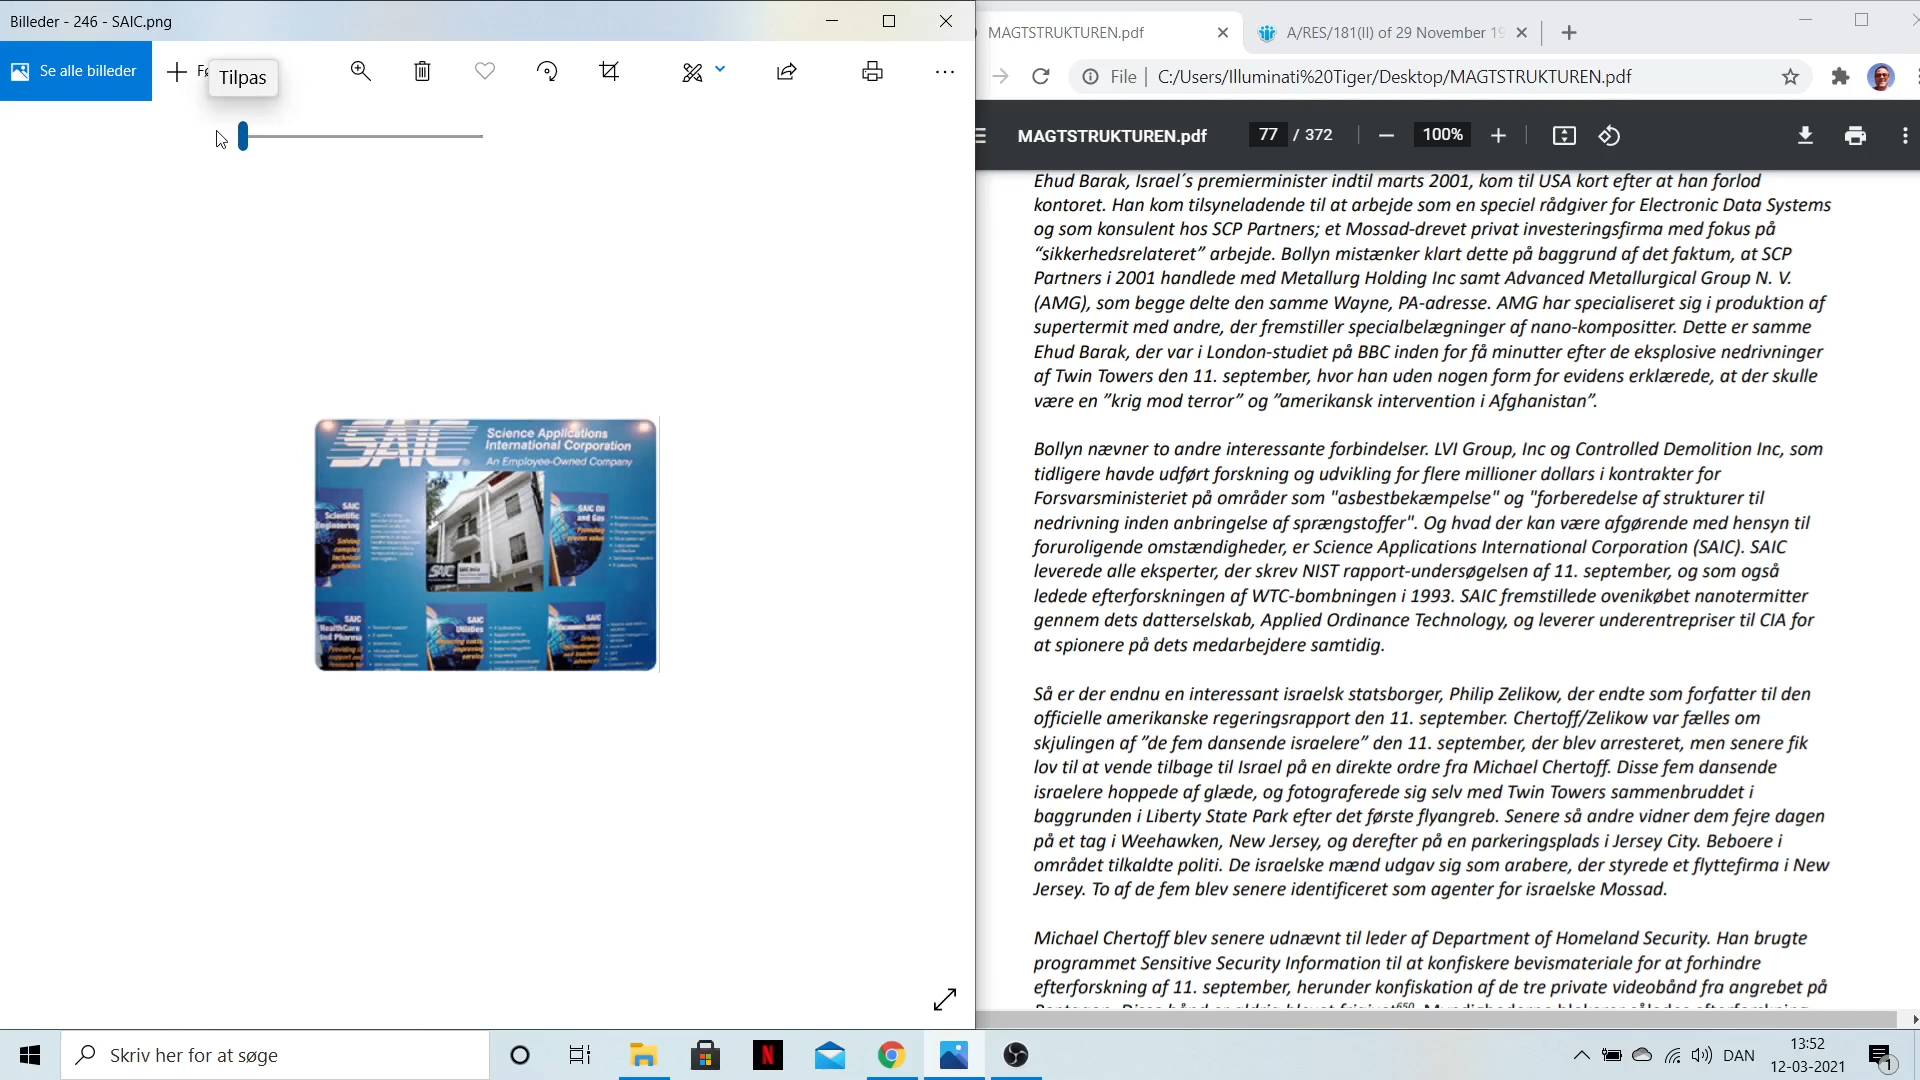 Billeder - 246 - SAIC.png
Se alle billeder
Tilpas
SAIC
Science Applications
International Corporation
An Employee-Owned Company
SAIC
Scientific
Engineering
Solving
complex
technical
problems
SAIC Oil
and Gas
SAIC
SAIC
HealthCare
and Pharma
SAIC
Utilities
SAIC
MAGTSTRUKTUREN.pdf
A/RES/181(II) of 29 November 19
File
C:/Users/Illuminati%20Tiger/Desktop/MAGTSTRUKTUREN.pdf
MAGTSTRUKTUREN.pdf
77 / 372
100%
Ehud Barak, Israel´s premierminister indtil marts 2001, kom til USA kort efter at han forlod
kontoret. Han kom tilsyneladende til at arbejde som en speciel rådgiver for Electronic Data Systems
og som konsulent hos SCP Partners; et Mossad-drevet privat investeringsfirma med fokus på
“sikkerhedsrelateret” arbejde. Bollyn mistænker klart dette på baggrund af det faktum, at SCP
Partners i 2001 handlede med Metallurg Holding Inc samt Advanced Metallurgical Group N. V.
(AMG), som begge delte den samme Wayne, PA-adresse. AMG har specialiseret sig i produktion af
supertermit med andre, der fremstiller specialbelægninger af nano-kompositter. Dette er samme
Ehud Barak, der var i London-studiet på BBC inden for få minutter efter de eksplosive nedrivninger
af Twin Towers den 11. september, hvor han uden nogen form for evidens erklærede, at der skulle
være en ”krig mod terror” og ”amerikansk intervention i Afghanistan”.
Bollyn nævner to andre interessante forbindelser. LVI Group, Inc og Controlled Demolition Inc, som
tidligere havde udført forskning og udvikling for flere millioner dollars i kontrakter for
Forsvarsministeriet på områder som "asbestbekæmpelse" og "forberedelse af strukturer til
nedrivning inden anbringelse af sprængstoffer". Og hvad der kan være afgørende med hensyn til
foruroligende omstændigheder, er Science Applications International Corporation (SAIC). SAIC
leverede alle eksperter, der skrev NIST rapport-undersøgelsen af 11. september, og som også
ledede efterforskningen af WTC-bombningen i 1993. SAIC fremstillede ovenikøbet nanotermitter
gennem dets datterselskab, Applied Ordinance Technology, og leverer underentrepriser til CIA for
at spionere på dets medarbejdere samtidig.
Så er der endnu en interessant israelsk statsborger, Philip Zelikow, der endte som forfatter til den
officielle amerikanske regeringsrapport den 11. september. Chertoff/Zelikow var fælles om
skjulingen af ”de fem dansende israelere” den 11. september, der blev arresteret, men senere fik
lov til at vende tilbage til Israel på en direkte ordre fra Michael Chertoff. Disse fem dansende
israelere hoppede af glæde, og fotograferede sig selv med Twin Towers sammenbruddet i
baggrunden i Liberty State Park efter det første flyangreb. Senere så andre vidner dem fejre dagen
på et tag i Weehawken, New Jersey, og derefter på en parkeringsplads i Jersey City. Beboere i
området tilkaldte politi. De israelske mænd udgav sig som arabere, der styrede et flyttefirma i New
Jersey. To af de fem blev senere identificeret som agenter for israelske Mossad.
Michael Chertoff blev senere udnævnt til leder af Department of Homeland Security. Han brugte
programmet Sensitive Security Information til at konfiskere bevismateriale for at forhindre
efterforskning af 11. september, herunder konfiskation af de tre private videobånd fra angrebet på
Skriv her for at søge
DAN
13:52
12-03-2021
1